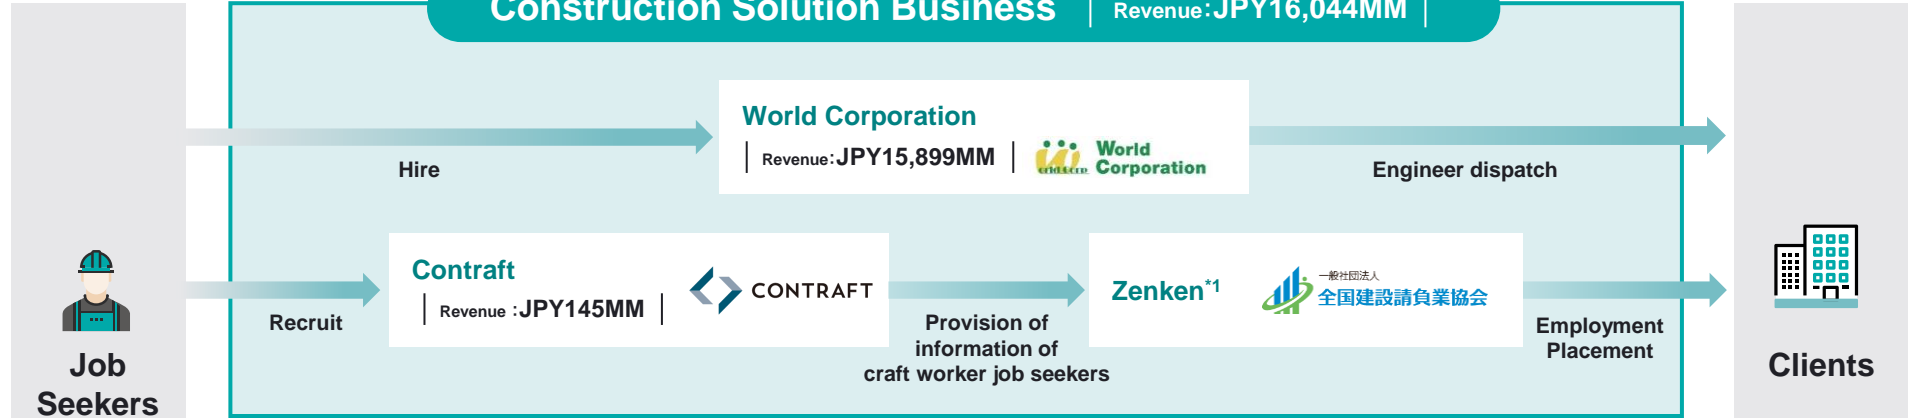 Construction Solution Business | Revenue:JPY16,044MM |
World Corporation
| Revenue:JPY15,899MM |
World
Corporation
Hire
Engineer dispatch
Contraft
| Revenue :JPY145MM |
CONTRAFT
Zenken*1
一般社団法人
全国建設請負業協会
Recruit
Provision of
information of
craft worker job seekers
Employment
Placement
Job
Seekers
Clients